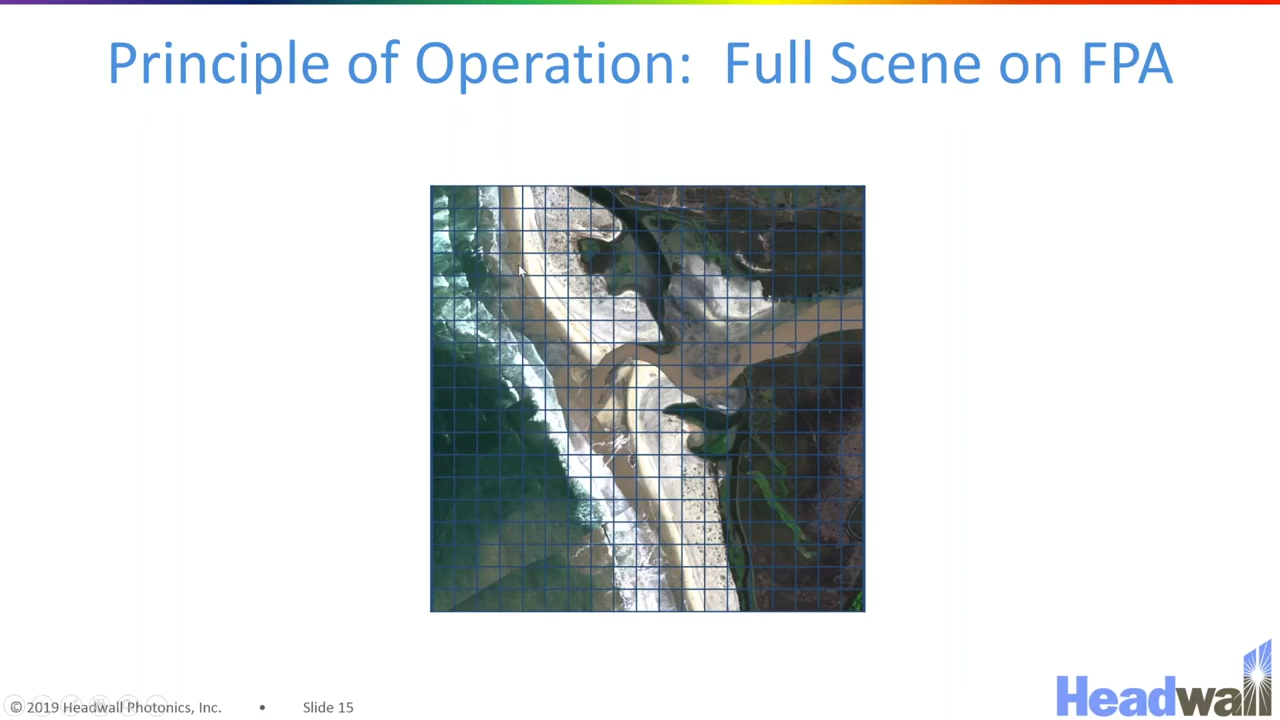 Principle of Operation: Full Scene on FPA
© 2019 Headwall Photonics, Inc. • Slide 15
Headwall